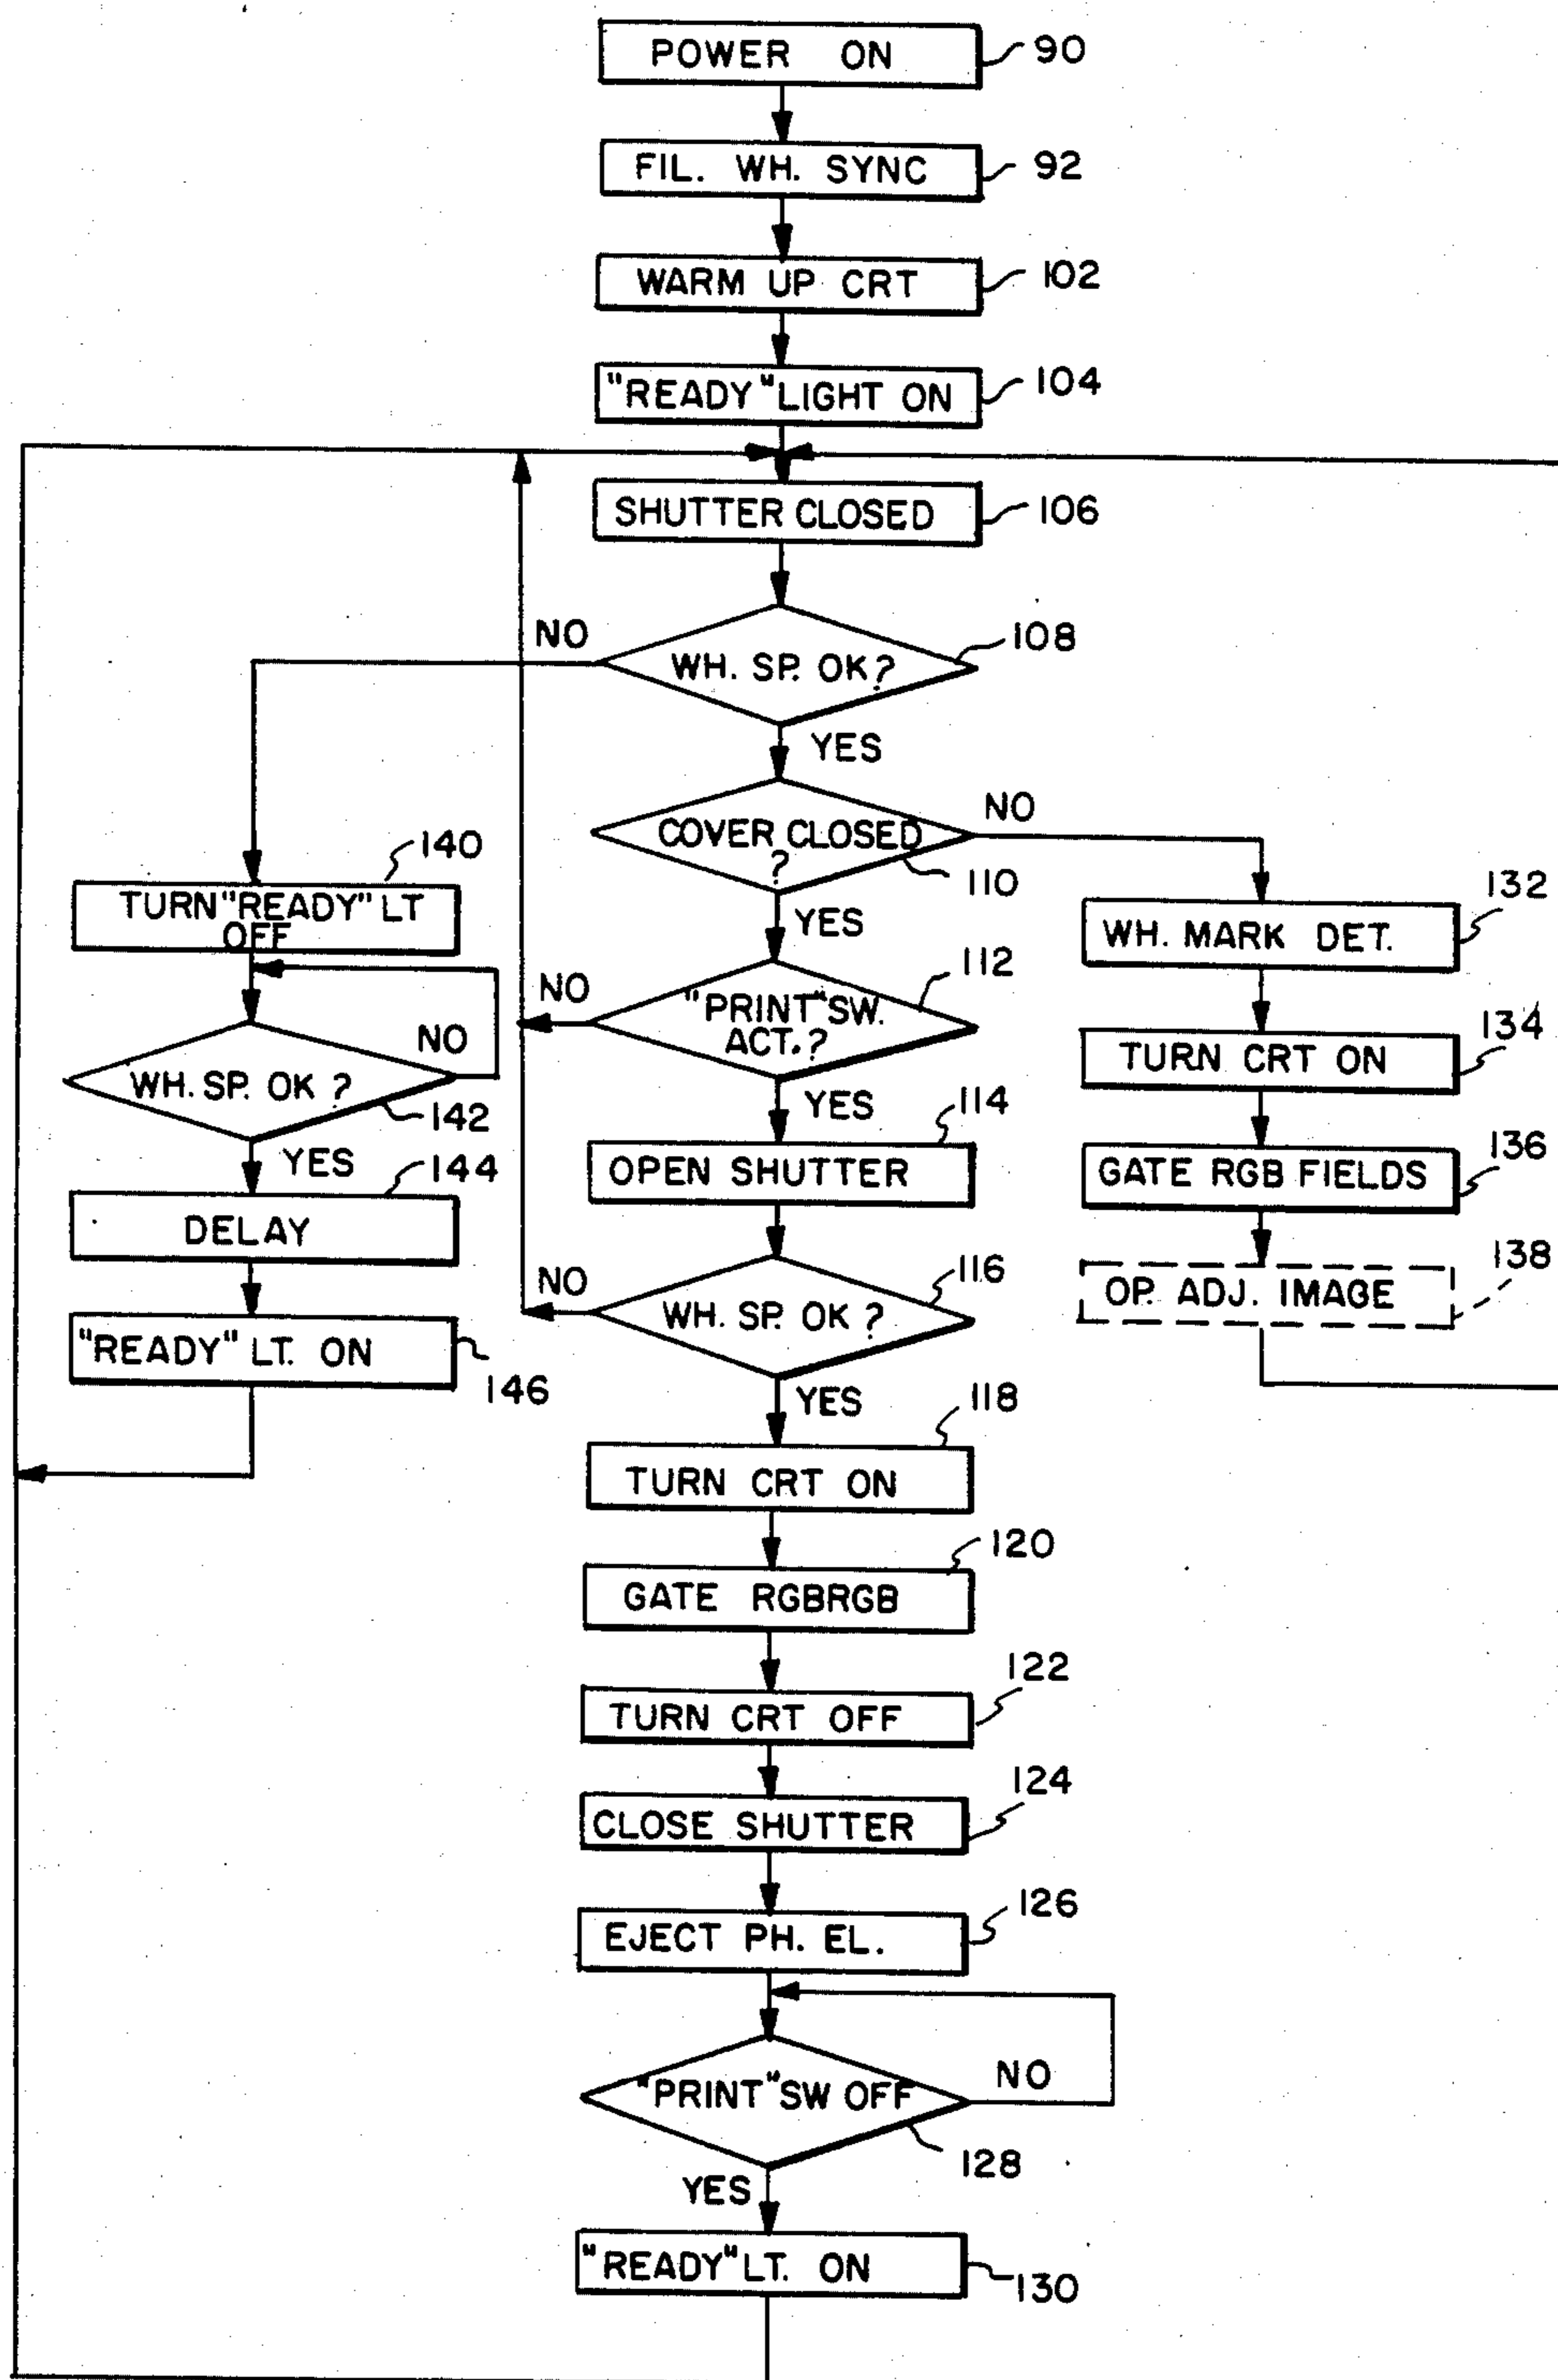 POWER ON 90
FIL. WH. SYNC 92
WARM UP CRT 102
"READY" LIGHT ON 104
SHUTTER CLOSED 106
NO
WH. SP. OK? 108
YES
COVER CLOSED
?
110
NO
YES
"PRINT" SW.
ACT.?
112
NO
YES
OPEN SHUTTER 114
WH. SP. OK? 116
NO
YES
TURN CRT ON 118
GATE RGBRGB 120
TURN CRT OFF 122
CLOSE SHUTTER 124
EJECT PH. EL. 126
"PRINT" SW OFF
NO
128
YES
"READY" LT. ON 130
140
TURN "READY" LT
OFF
NO
WH. SP. OK ?
142
YES
144
DELAY
"READY" LT. ON
146
132
WH. MARK DET.
134
TURN CRT ON
136
GATE RGB FIELDS
138
OP. ADJ. IMAGE